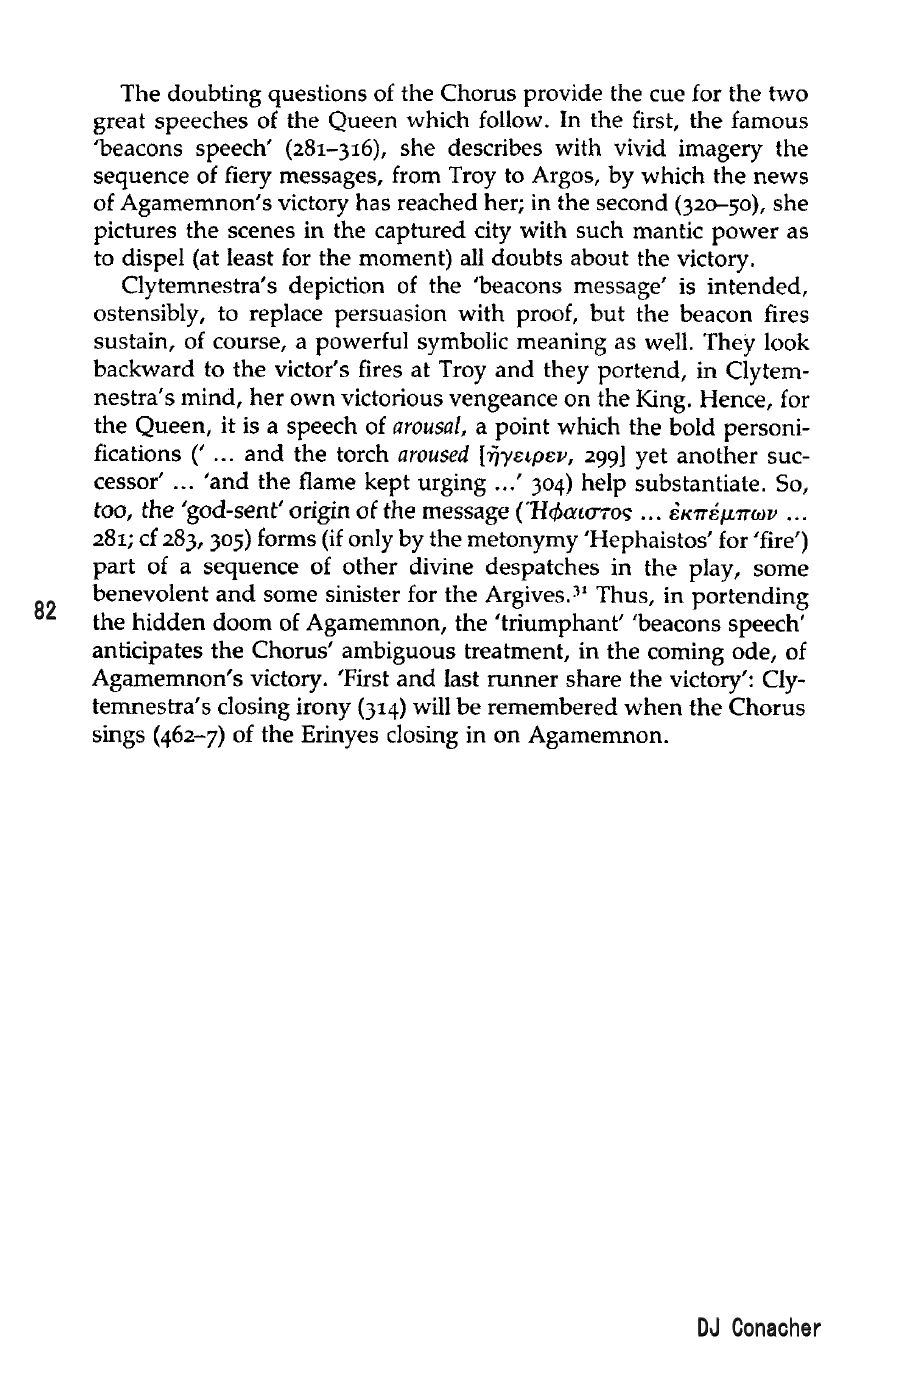 The doubting questions of the Chorus provide the cue for the two
great speeches of the Queen which follow. In the first, the famous
'beacons speech' (281–316), she describes with vivid imagery the
sequence of fiery messages, from Troy to Argos, by which the news
of Agamemnon's victory has reached her; in the second (320–50), she
pictures the scenes in the captured city with such mantic power as
to dispel (at least for the moment) all doubts about the victory.
Clytemnestra's depiction of the 'beacons message' is intended,
ostensibly, to replace persuasion with proof, but the beacon fires
sustain, of course, a powerful symbolic meaning as well. They look
backward to the victor's fires at Troy and they portend, in Clytem-
nestra's mind, her own victorious vengeance on the King. Hence, for
the Queen, it is a speech of arousal, a point which the bold personi-
fications (' ... and the torch aroused [ἤγειρεν, 299] yet another suc-
cessor' ... 'and the flame kept urging ...' 304) help substantiate. So,
too, the 'god-sent' origin of the message (Ἥφαιστος ... ἐκπέμπων ...
281; cf 283, 305) forms (if only by the metonymy 'Hephaistos' for 'fire')
part of a sequence of other divine despatches in the play, some
benevolent and some sinister for the Argives.³¹ Thus, in portending
82
the hidden doom of Agamemnon, the 'triumphant' 'beacons speech'
anticipates the Chorus' ambiguous treatment, in the coming ode, of
Agamemnon's victory. 'First and last runner share the victory': Cly-
temnestra's closing irony (314) will be remembered when the Chorus
sings (462–7) of the Erinyes closing in on Agamemnon.
DJ Conacher